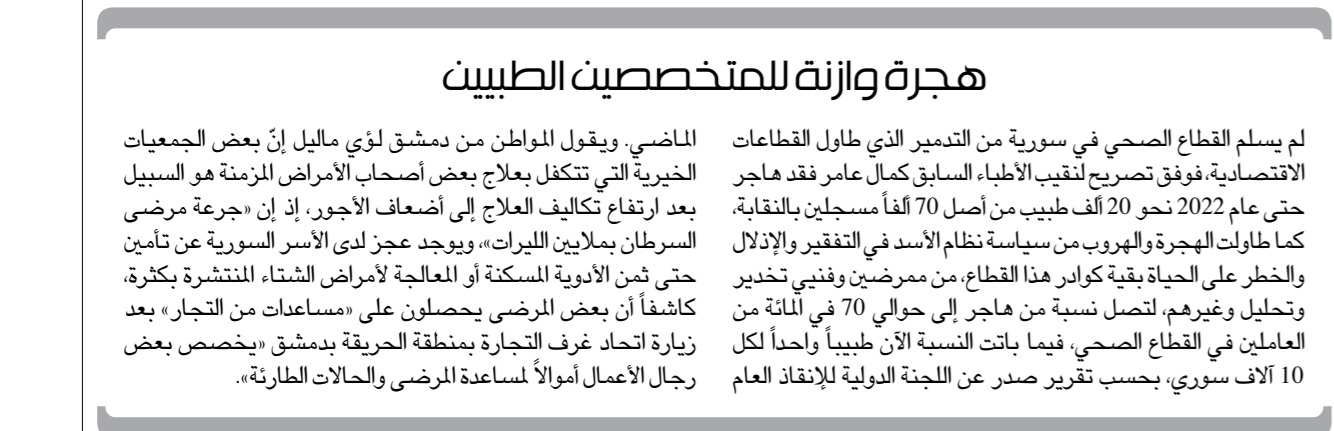 هجرة وازنة للمتخصصين الطبيين
لم يسلم القطاع الصحي في سورية من التدمير الذي طاول القطاعات
الاقتصادية، فوفق تصريح لنقيب الأطباء السابق كمال عامر فقد هاجر
حتى عام 2022 نحو 20 ألف طبيب من أصل 70 ألفاً مسجلين بالنقابة،
كما طاولت الهجرة والهروب من سياسة نظام الأسد في التفقير والإذلال
والخطر على الحياة بقية كوادر هذا القطاع، من ممرضين وفنيي تخدير
وتحليل وغيرهم، لتصل نسبة من هاجر إلى حوالي 70 في المائة من
العاملين في القطاع الصحي، فيما باتت النسبة الآن طبيباً واحداً لكل
10 آلاف سوري، بحسب تقرير صدر عن اللجنة الدولية للإنقاذ العام
الماضي. ويقول المواطن من دمشق لؤي ماليل إنّ بعض الجمعيات
الخيرية التي تتكفل بعلاج بعض أصحاب الأمراض المزمنة هو السبيل
بعد ارتفاع تكاليف العلاج إلى أضعاف الأجور، إذ إن «جرعة مرضى
السرطان بملايين الليرات»، ويوجد عجز لدى الأسر السورية عن تأمين
حتى ثمن الأدوية المسكنة أو المعالجة لأمراض الشتاء المنتشرة بكثرة،
كاشفاً أن بعض المرضى يحصلون على «مساعدات من التجار» بعد
زيارة اتحاد غرف التجارة بمنطقة الحريقة بدمشق «يخصص بعض
رجال الأعمال أموالاً لمساعدة المرضى والحالات الطارئة».